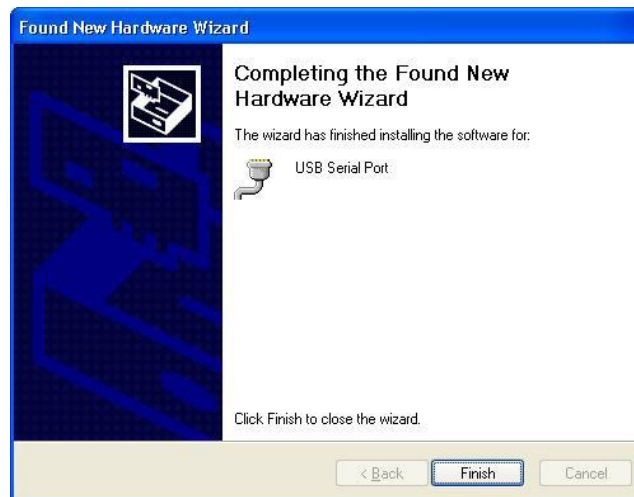 Found New Hardware Wizard
Completing the Found New
Hardware Wizard
The wizard has finished installing the software for:
USB Serial Port
Click Finish to close the wizard.
< Back
Finish
Cancel